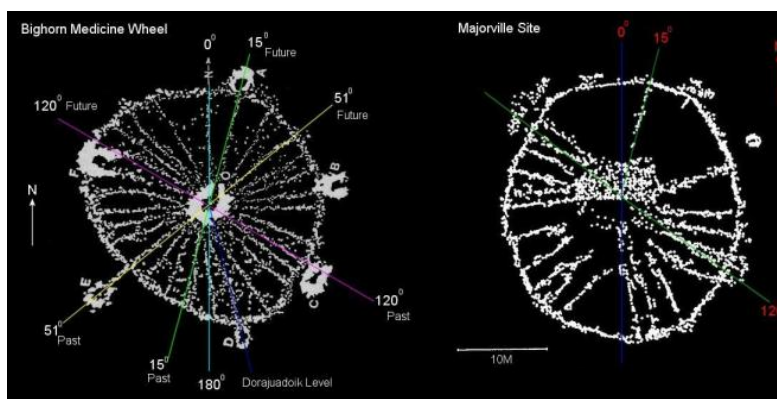 Bighorn Medicine Wheel
0⁰
15⁰
Future
A
51⁰
Future
120⁰ Future
F
B
O
N
E
C
51⁰
Past
120⁰
Past
15⁰
Past
D
180⁰
Dorajuadoik Level
Majorville Site
0⁰
15⁰
10M